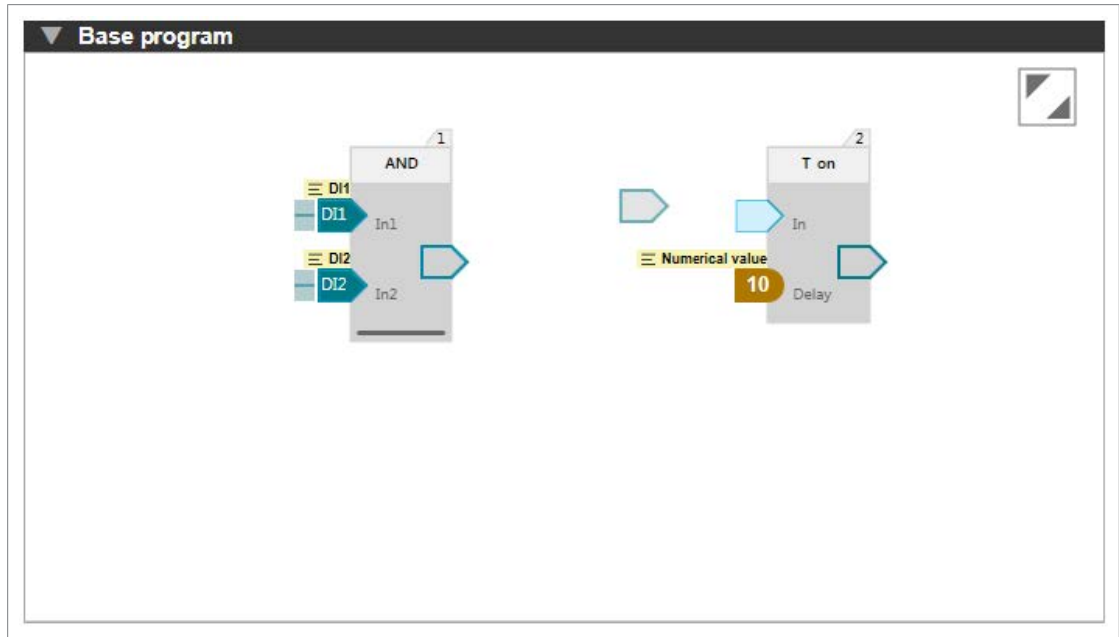 Base program
1
AND
DI1
DI1
In1
DI2
DI2
In2
2
T on
In
Numerical value
10
Delay